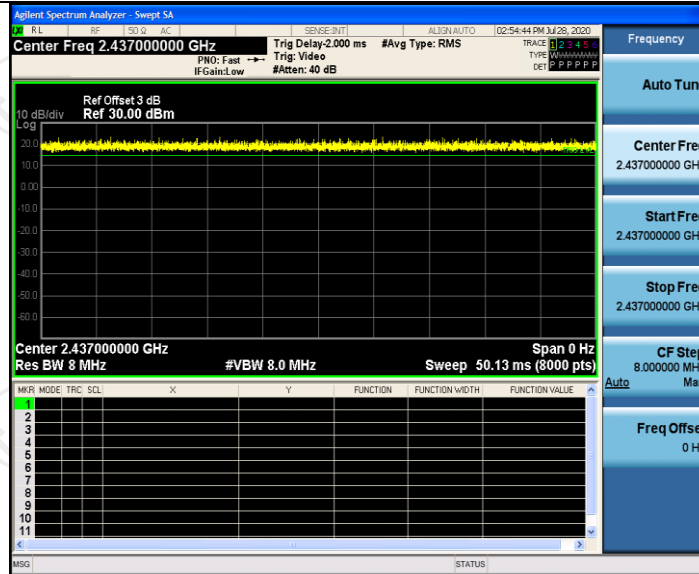 Agilent Spectrum Analyzer - Swept SA
RL RF 50 Ω AC SENSE:INT ALIGN AUTO 02:54:44 PM Jul 28, 2020
Center Freq 2.437000000 GHz
PNO: Fast
IFGain:Low
Trig Delay-2.000 ms
Trig: Video
#Atten: 40 dB
#Avg Type: RMS
TRACE 1 2 3 4 5 6
TYPE WWWWWW
DET P P P P P P
Ref Offset 3 dB
10 dB/div Ref 30.00 dBm
Log
20.0
10.0
0.00
-10.0
-20.0
-30.0
-40.0
-50.0
-60.0
Center 2.437000000 GHz Span 0 Hz
Res BW 8 MHz #VBW 8.0 MHz Sweep 50.13 ms (8000 pts)
MKR MODE TRC SCL X Y FUNCTION FUNCTION WIDTH FUNCTION VALUE
1
2
3
4
5
6
7
8
9
10
11
MSG STATUS
Frequency
Auto Tun
Center Fre
2.437000000 GH
Start Fre
2.437000000 GH
Stop Fre
2.437000000 GH
CF Step
8.000000 MH
Auto Ma
Freq Offse
0 H